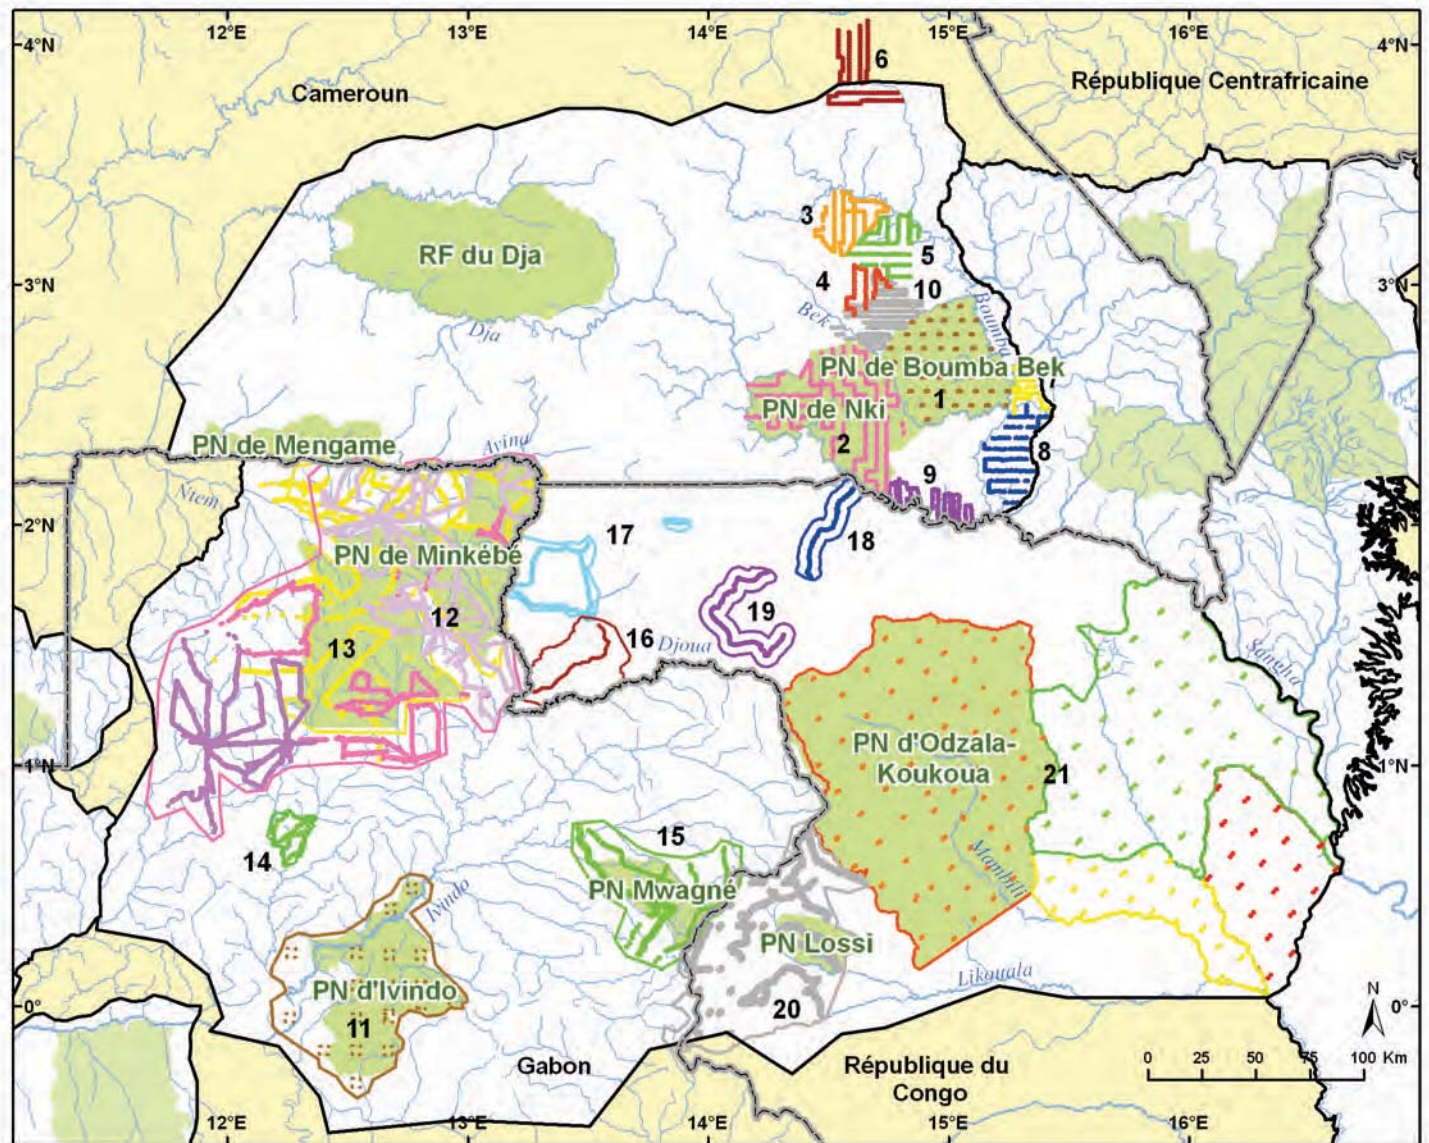 12°E
13°E
14°E
15°E
16°E
4°N
4°N
6
Cameroun
République Centrafricaine
3
RF du Dja
5
3°N
4
10
3°N
Bek
Boumba
Dja
PN de Boumba Bek
7
PN de Nki
1
2
PN de Mengame
Avina
8
9
Ntem
2°N
17
18
2°N
PN de Minkébé
12
19
13
16
Djoua
Sangha
PN d'Odzala-
Koukoua
1°N
21
1°N
15
14
Mambili
PN Mwagné
Ivindo
PN Lossi
Likouala
PN d'Ivindo
N
0°
20
0°
11
Gabon
République du
Congo
0 25 50 75 100 Km
12°E
13°E
14°E
15°E
16°E